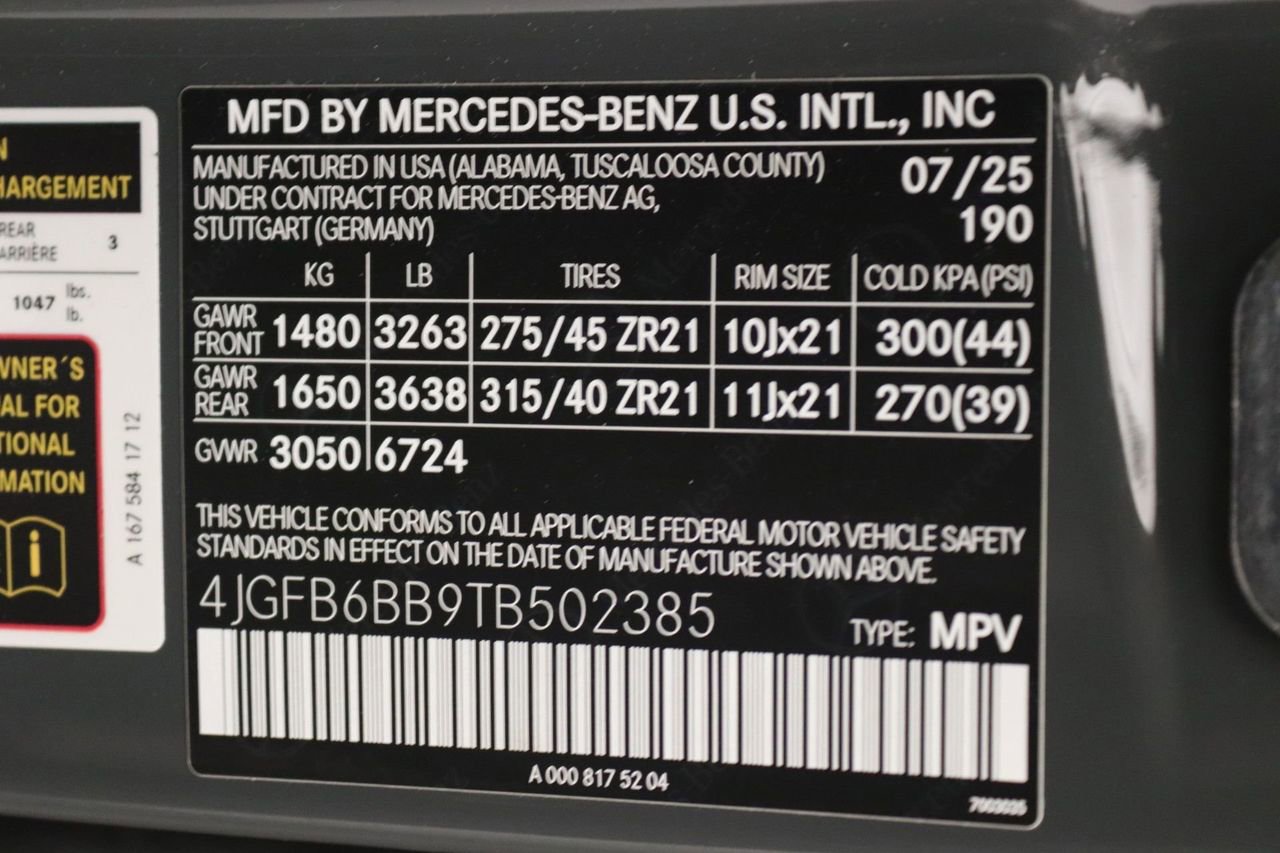 N
HARGEMENT
REAR
ARRIÈRE
3
1047 lbs.
lb.
WNER´S
UAL FOR
TIONAL
RMATION
A 167 584 17 12
MFD BY MERCEDES-BENZ U.S. INTL., INC
MANUFACTURED IN USA (ALABAMA, TUSCALOOSA COUNTY) 07/25
UNDER CONTRACT FOR MERCEDES-BENZ AG,
STUTTGART (GERMANY) 190
KG LB TIRES RIM SIZE COLD KPA (PSI)
GAWR FRONT 1480 3263 275/45 ZR21 10Jx21 300(44)
GAWR REAR 1650 3638 315/40 ZR21 11Jx21 270(39)
GVWR 3050 6724
THIS VEHICLE CONFORMS TO ALL APPLICABLE FEDERAL MOTOR VEHICLE SAFETY
STANDARDS IN EFFECT ON THE DATE OF MANUFACTURE SHOWN ABOVE.
4JGFB6BB9TB502385
TYPE: MPV
A 000 817 52 04